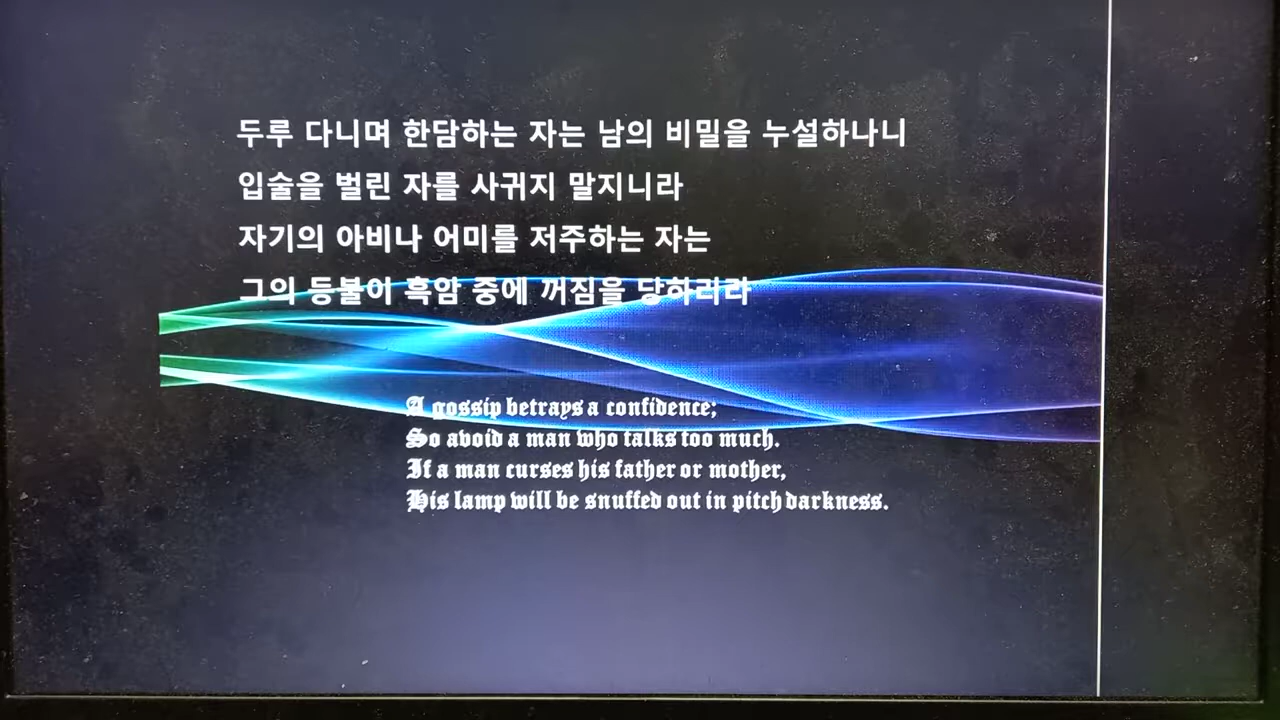 두루 다니며 한담하는 자는 남의 비밀을 누설하나니
입술을 벌린 자를 사귀지 말지니라
자기의 아비나 어미를 저주하는 자는
그의 등불이 흑암 중에 꺼짐을 당하리라
A gossip betrays a confidence;
So avoid a man who talks too much.
If a man curses his father or mother,
His lamp will be snuffed out in pitch darkness.